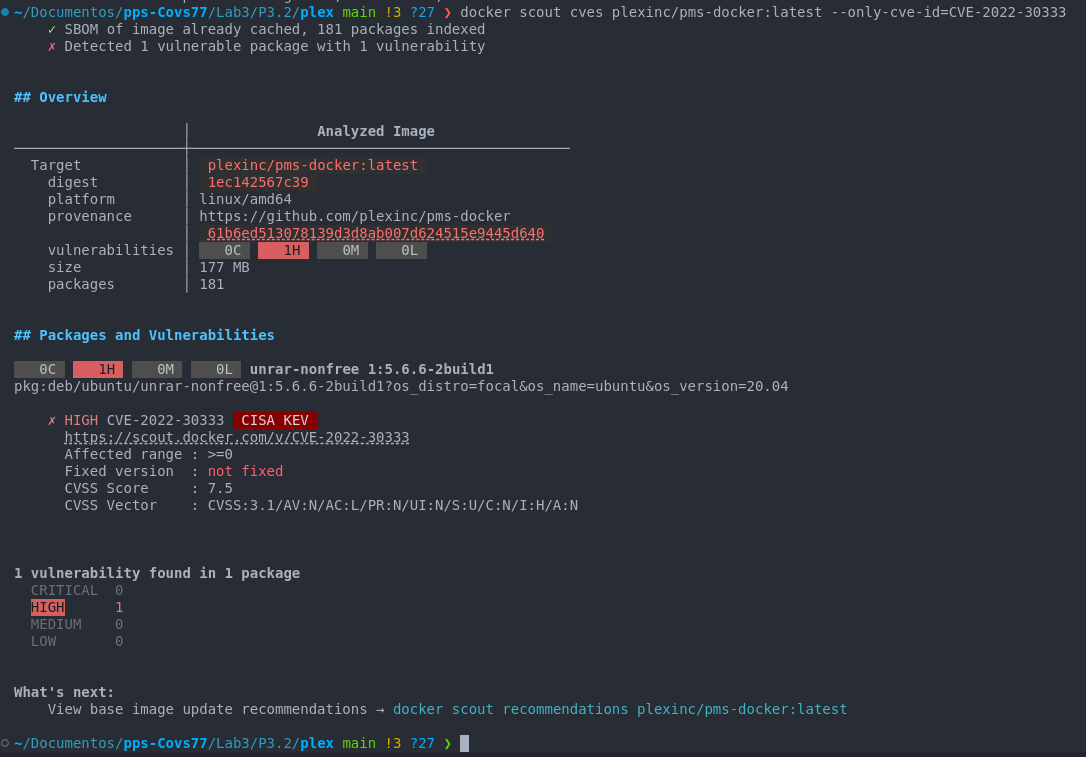 ~/Documentos/pps-Covs77/Lab3/P3.2/plex main !3 ?27 ❯ docker scout cves plexinc/pms-docker:latest --only-cve-id=CVE-2022-30333
✓ SBOM of image already cached, 181 packages indexed
✗ Detected 1 vulnerable package with 1 vulnerability
## Overview
│ Analyzed Image
Target │ plexinc/pms-docker:latest
digest │ 1ec142567c39
platform │ linux/amd64
provenance │ https://github.com/plexinc/pms-docker
│ 61b6ed513078139d3d8ab007d624515e9445d640
vulnerabilities │ 0C 1H 0M 0L
size │ 177 MB
packages │ 181
## Packages and Vulnerabilities
0C 1H 0M 0L unrar-nonfree 1:5.6.6-2build1
pkg:deb/ubuntu/unrar-nonfree@1:5.6.6-2build1?os_distro=focal&os_name=ubuntu&os_version=20.04
✗ HIGH CVE-2022-30333 CISA KEV
https://scout.docker.com/v/CVE-2022-30333
Affected range : >=0
Fixed version : not fixed
CVSS Score : 7.5
CVSS Vector : CVSS:3.1/AV:N/AC:L/PR:N/UI:N/S:U/C:N/I:H/A:N
1 vulnerability found in 1 package
CRITICAL 0
HIGH 1
MEDIUM 0
LOW 0
What's next:
View base image update recommendations → docker scout recommendations plexinc/pms-docker:latest
~/Documentos/pps-Covs77/Lab3/P3.2/plex main !3 ?27 ❯